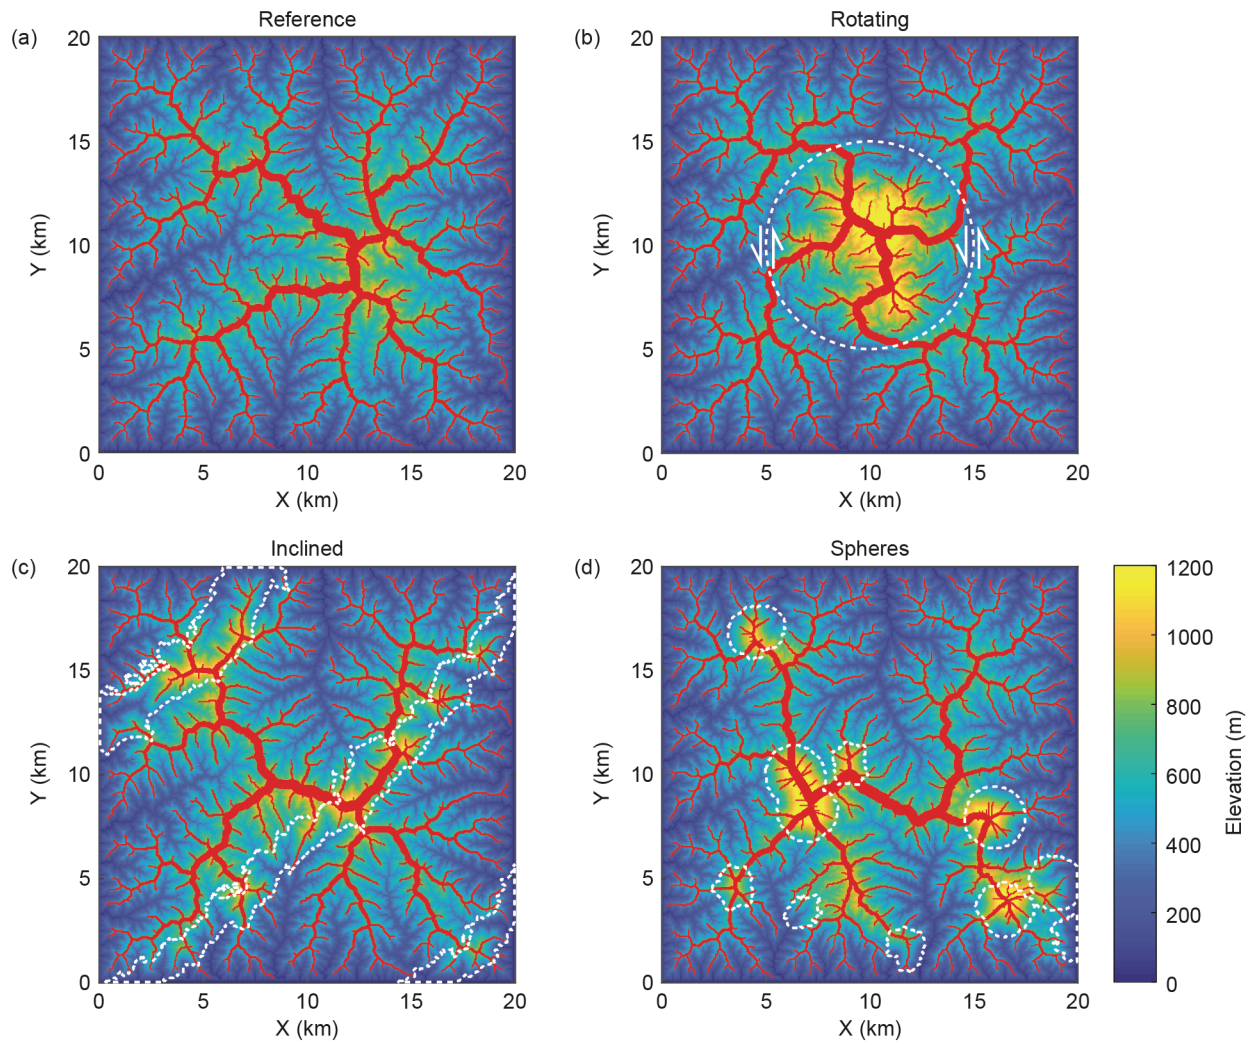 Reference
(a)
20
15
10
5
0
Y (km)
0 5 10 15 20
X (km)
Rotating
(b)
20
15
10
5
0
Y (km)
0 5 10 15 20
X (km)
Inclined
(c)
20
15
10
5
0
Y (km)
0 5 10 15 20
X (km)
Spheres
(d)
20
15
10
5
0
Y (km)
0 5 10 15 20
X (km)
1200
1000
800
600
400
200
0
Elevation (m)